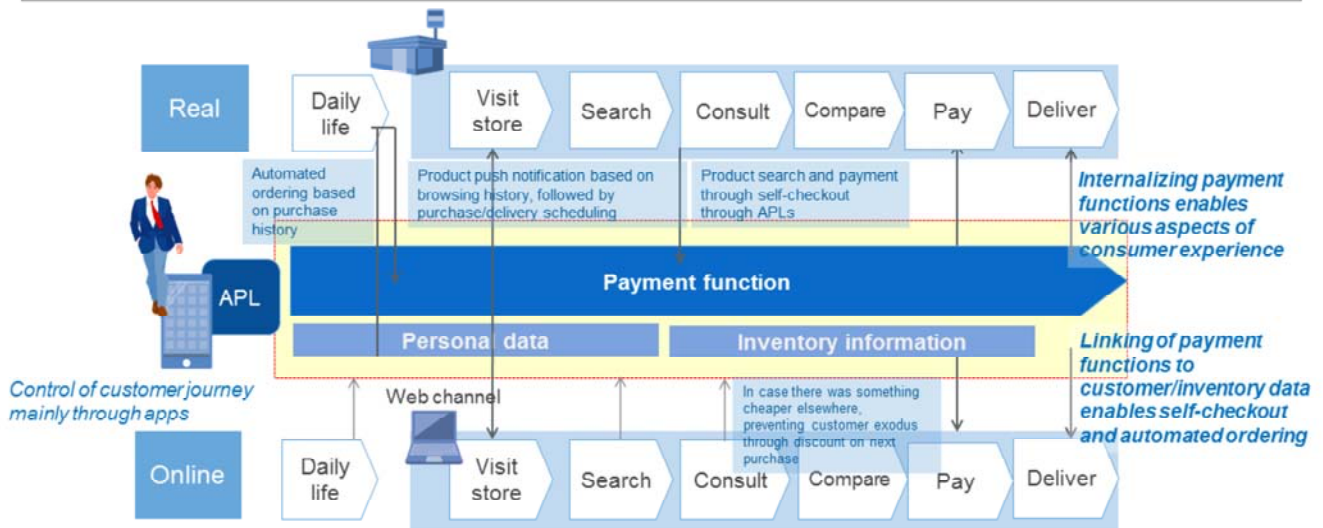 Real
Daily
life
Visit
store
Search
Consult
Compare
Pay
Deliver
Automated
ordering based
on purchase
history
Product push notification based on
browsing history, followed by
purchase/delivery scheduling
Product search and payment
through self-checkout
through APLs
Internalizing payment
functions enables
various aspects of
consumer experience
APL
Payment function
Personal data
Inventory information
Control of customer journey
mainly through apps
Linking of payment
functions to
customer/inventory data
enables self-checkout
and automated ordering
Web channel
In case there was something
cheaper elsewhere,
preventing customer exodus
through discount on next
purchase
Online
Daily
life
Visit
store
Search
Consult
Compare
Pay
Deliver